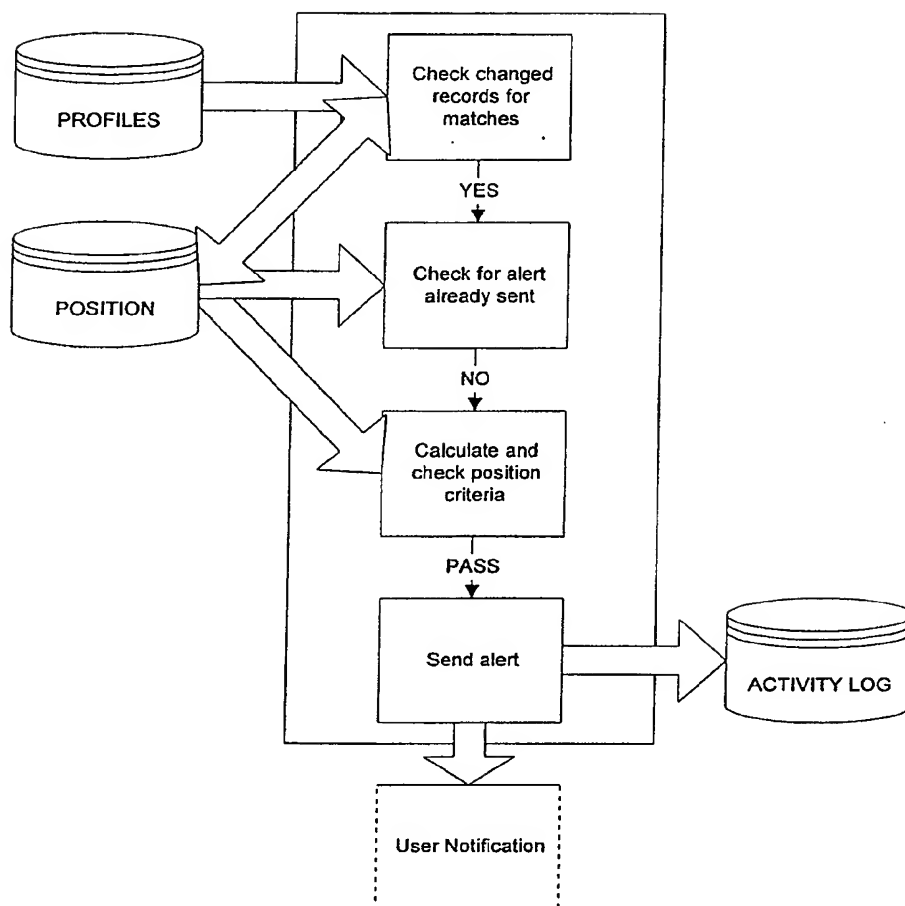 PROFILES
Check changed
records for
matches
YES
POSITION
Check for alert
already sent
NO
Calculate and
check position
criteria
PASS
Send alert
ACTIVITY LOG
User Notification